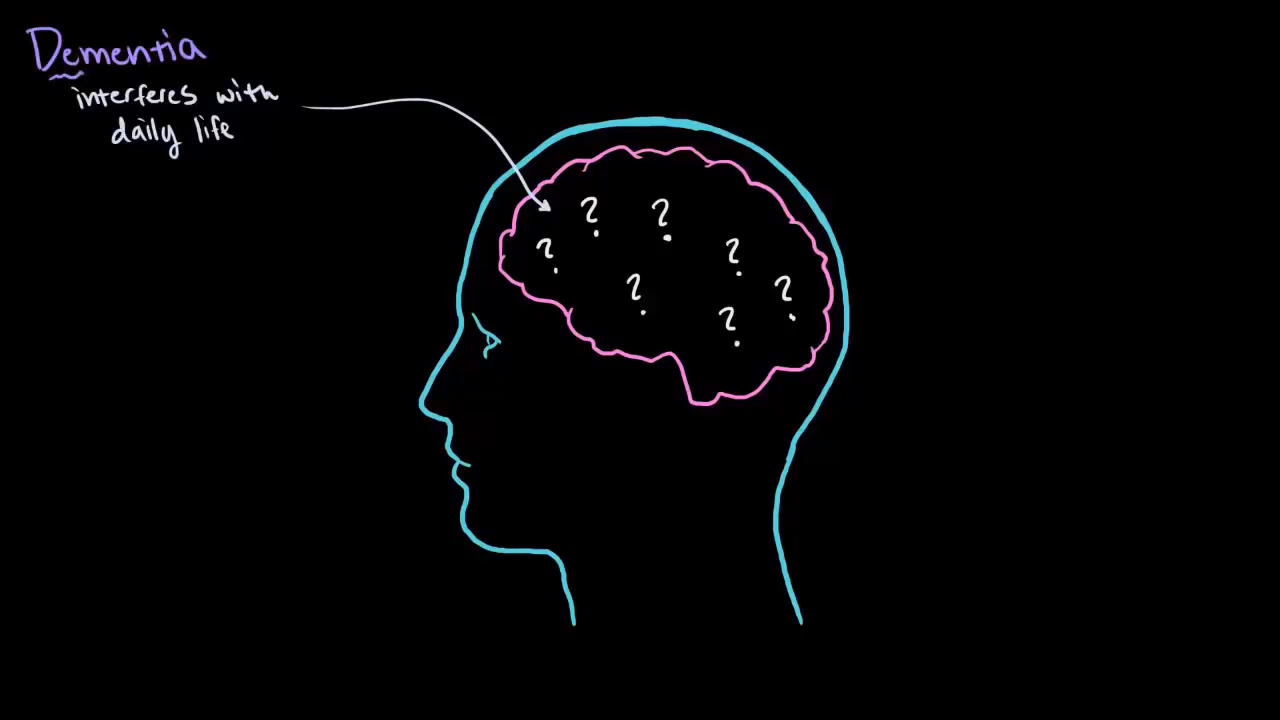 Dementia
interferes with
daily life
? ?
? ?
? ?
?